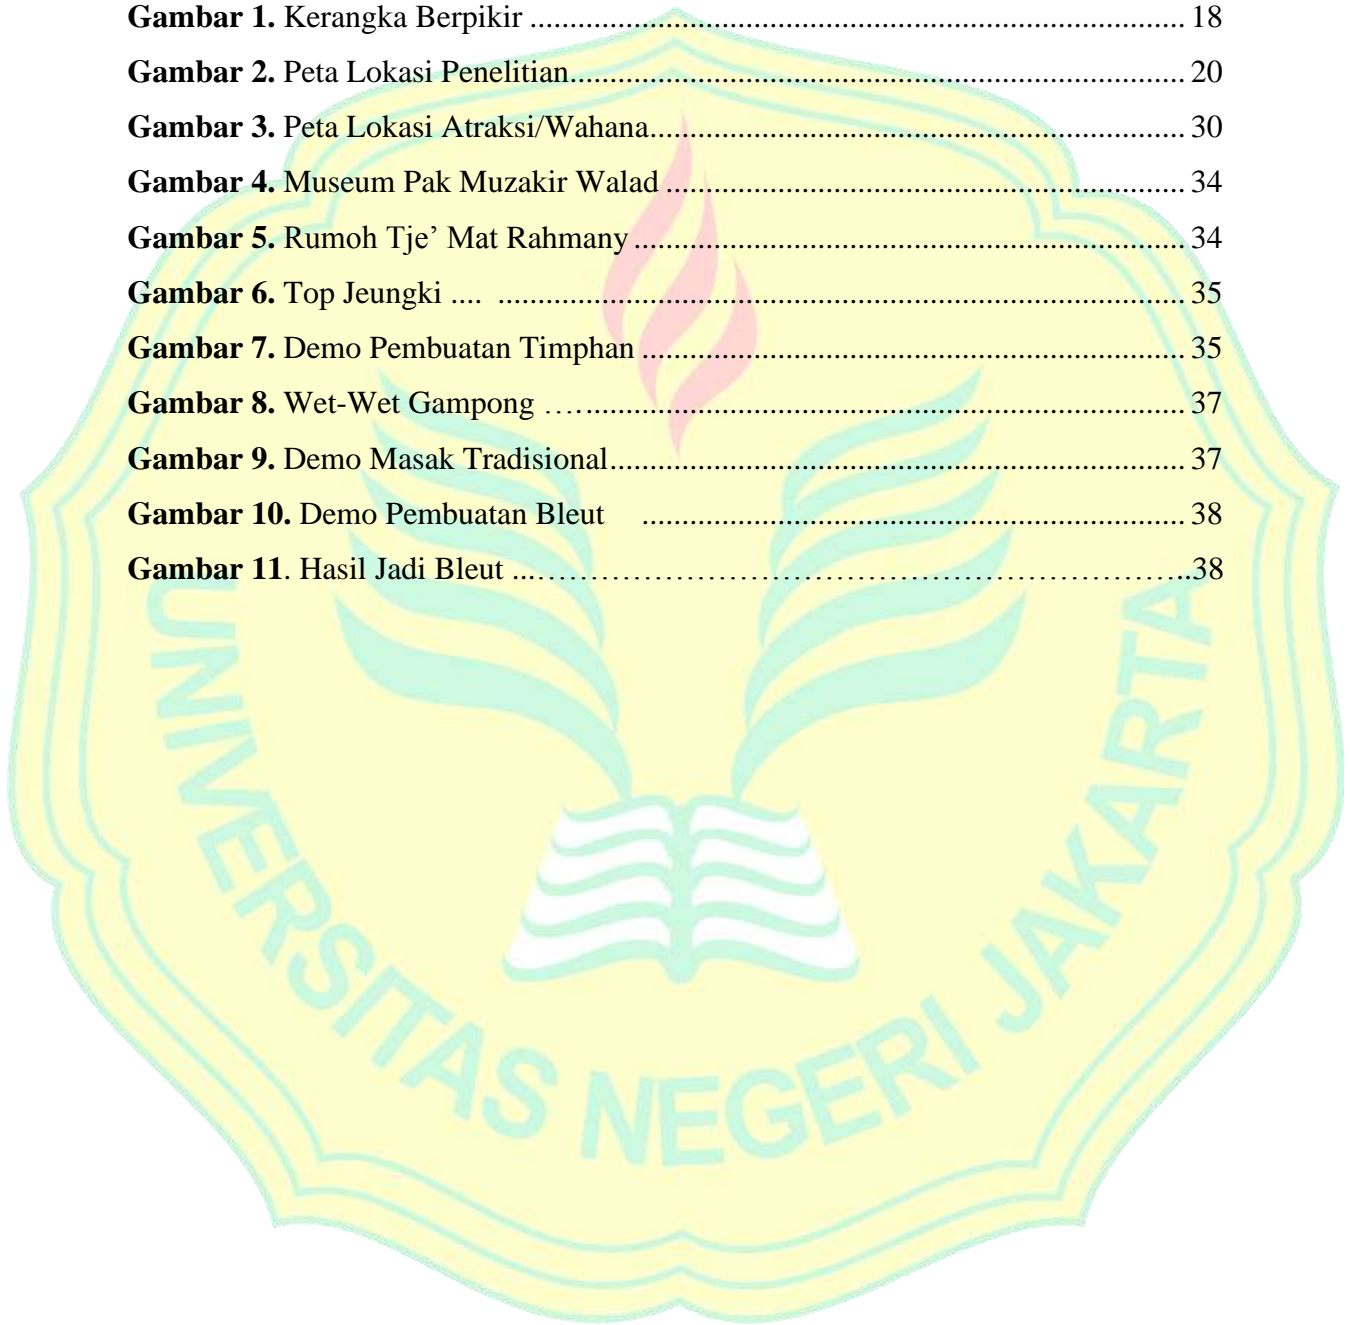 Gambar 1. Kerangka Berpikir ........................................................................................ 18
Gambar 2. Peta Lokasi Penelitian................................................................................... 20
Gambar 3. Peta Lokasi Atraksi/Wahana......................................................................... 30
Gambar 4. Museum Pak Muzakir Walad ....................................................................... 34
Gambar 5. Rumoh Tje’ Mat Rahmany ........................................................................... 34
Gambar 6. Top Jeungki .... ............................................................................................ 35
Gambar 7. Demo Pembuatan Timphan .......................................................................... 35
Gambar 8. Wet-Wet Gampong ….................................................................................. 37
Gambar 9. Demo Masak Tradisional.............................................................................. 37
Gambar 10. Demo Pembuatan Bleut .......................................................................... 38
Gambar 11. Hasil Jadi Bleut ...…………………………………………………………..38
UNIVERSITAS NEGERI JAKARTA